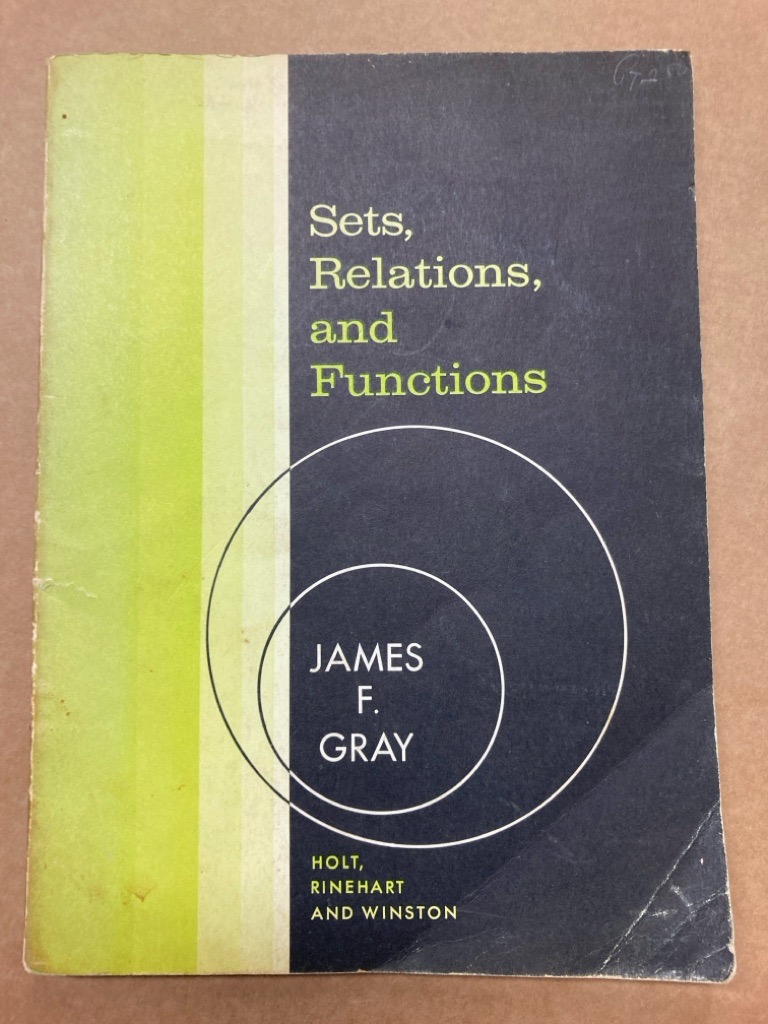 Sets,
Relations,
and
Functions
JAMES
F.
GRAY
HOLT,
RINEHART
AND WINSTON